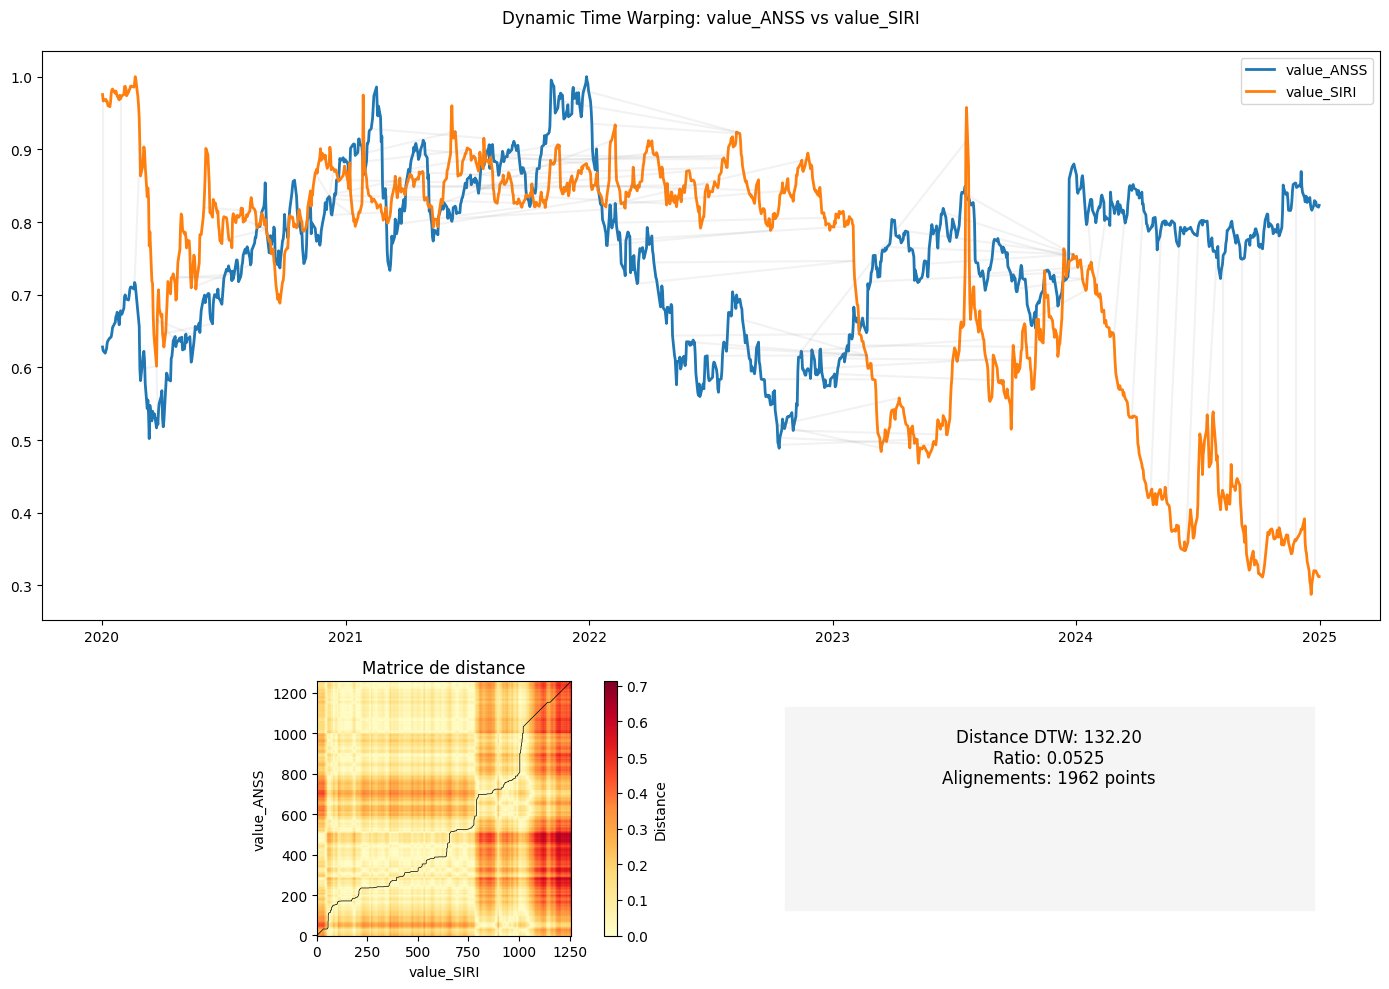 Dynamic Time Warping: value_ANSS vs value_SIRI
value_ANSS
value_SIRI
1.0
0.9
0.8
0.7
0.6
0.5
0.4
0.3
2020 2021 2022 2023 2024 2025
Matrice de distance
value_ANSS
1200
1000
800
600
400
200
0
0 250 500 750 1000 1250
value_SIRI
0.7
0.6
0.5
0.4
0.3
0.2
0.1
0.0
Distance
Distance DTW: 132.20
Ratio: 0.0525
Alignements: 1962 points